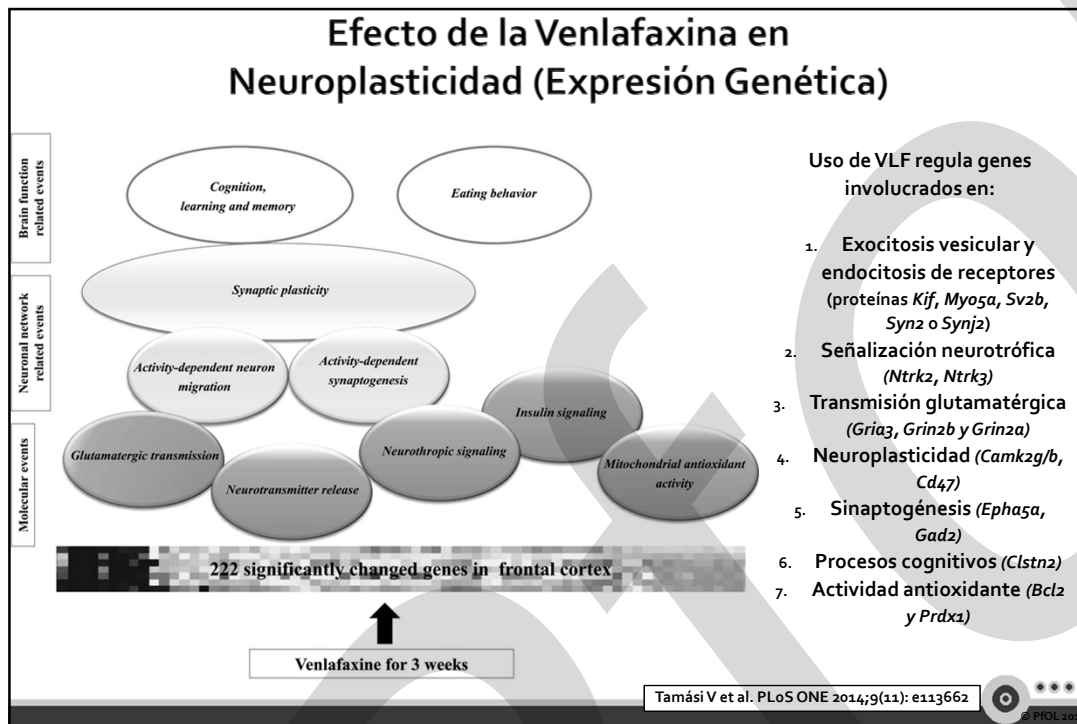 Efecto de la Venlafaxina en
Neuroplasticidad (Expresión Genética)
Brain function
related events
Cognition,
learning and memory
Eating behavior
Neuronal network
related events
Synaptic plasticity
Activity-dependent neuron
migration
Activity-dependent
synaptogenesis
Molecular events
Glutamatergic transmission
Neurotransmitter release
Neurothropic signaling
Insulin signaling
Mitochondrial antioxidant
activity
222 significantly changed genes in frontal cortex
Venlafaxine for 3 weeks
Uso de VLF regula genes
involucrados en:
1. Exocitosis vesicular y
endocitosis de receptores
(proteínas Kif, Myo5a, Sv2b,
Syn2 o Synj2)
2. Señalización neurotrófica
(Ntrk2, Ntrk3)
3. Transmisión glutamatérgica
(Gria3, Grin2b y Grin2a)
4. Neuroplasticidad (Camk2g/b,
Cd47)
5. Sinaptogénesis (Epha5a,
Gad2)
6. Procesos cognitivos (Clstn2)
7. Actividad antioxidante (Bcl2
y Prdx1)
Tamási V et al. PLoS ONE 2014;9(11): e113662